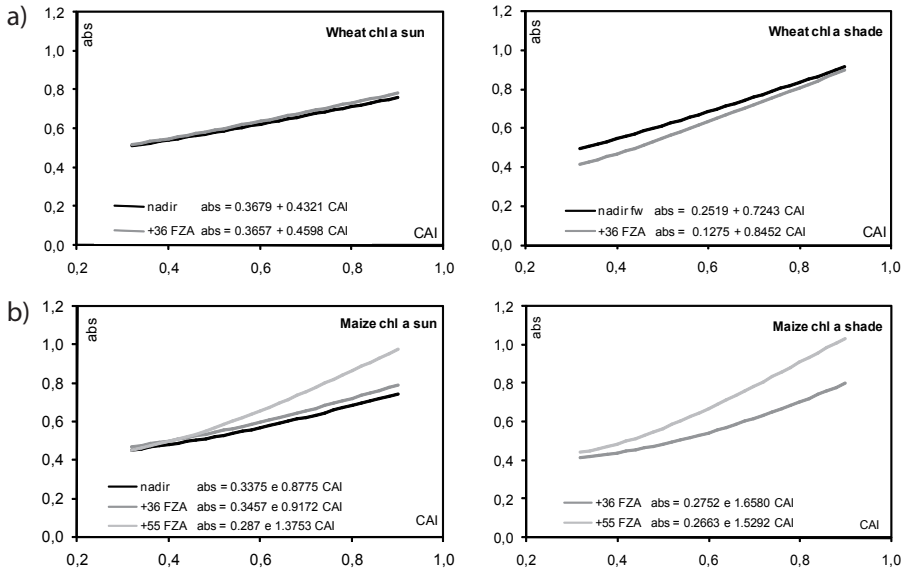 a)
abs
Wheat chl a sun
1,2
1,0
0,8
0,6
0,4
0,2
0,0
nadir abs = 0.3679 + 0.4321 CAI
+36 FZA abs = 0.3657 + 0.4598 CAI
CAI
0,2 0,4 0,6 0,8 1,0
abs
Wheat chl a shade
1,2
1,0
0,8
0,6
0,4
0,2
0,0
nadir fw abs = 0.2519 + 0.7243 CAI
+36 FZA abs = 0.1275 + 0.8452 CAI
CAI
0,2 0,4 0,6 0,8 1,0
b)
abs
Maize chl a sun
1,2
1,0
0,8
0,6
0,4
0,2
0,0
nadir abs = 0.3375 e 0.8775 CAI
+36 FZA abs = 0.3457 e 0.9172 CAI
+55 FZA abs = 0.287 e 1.3753 CAI
CAI
0,2 0,4 0,6 0,8 1,0
abs
Maize chl a shade
1,2
1,0
0,8
0,6
0,4
0,2
0,0
+36 FZA abs = 0.2752 e 1.6580 CAI
+55 FZA abs = 0.2663 e 1.5292 CAI
CAI
0,2 0,4 0,6 0,8 1,0